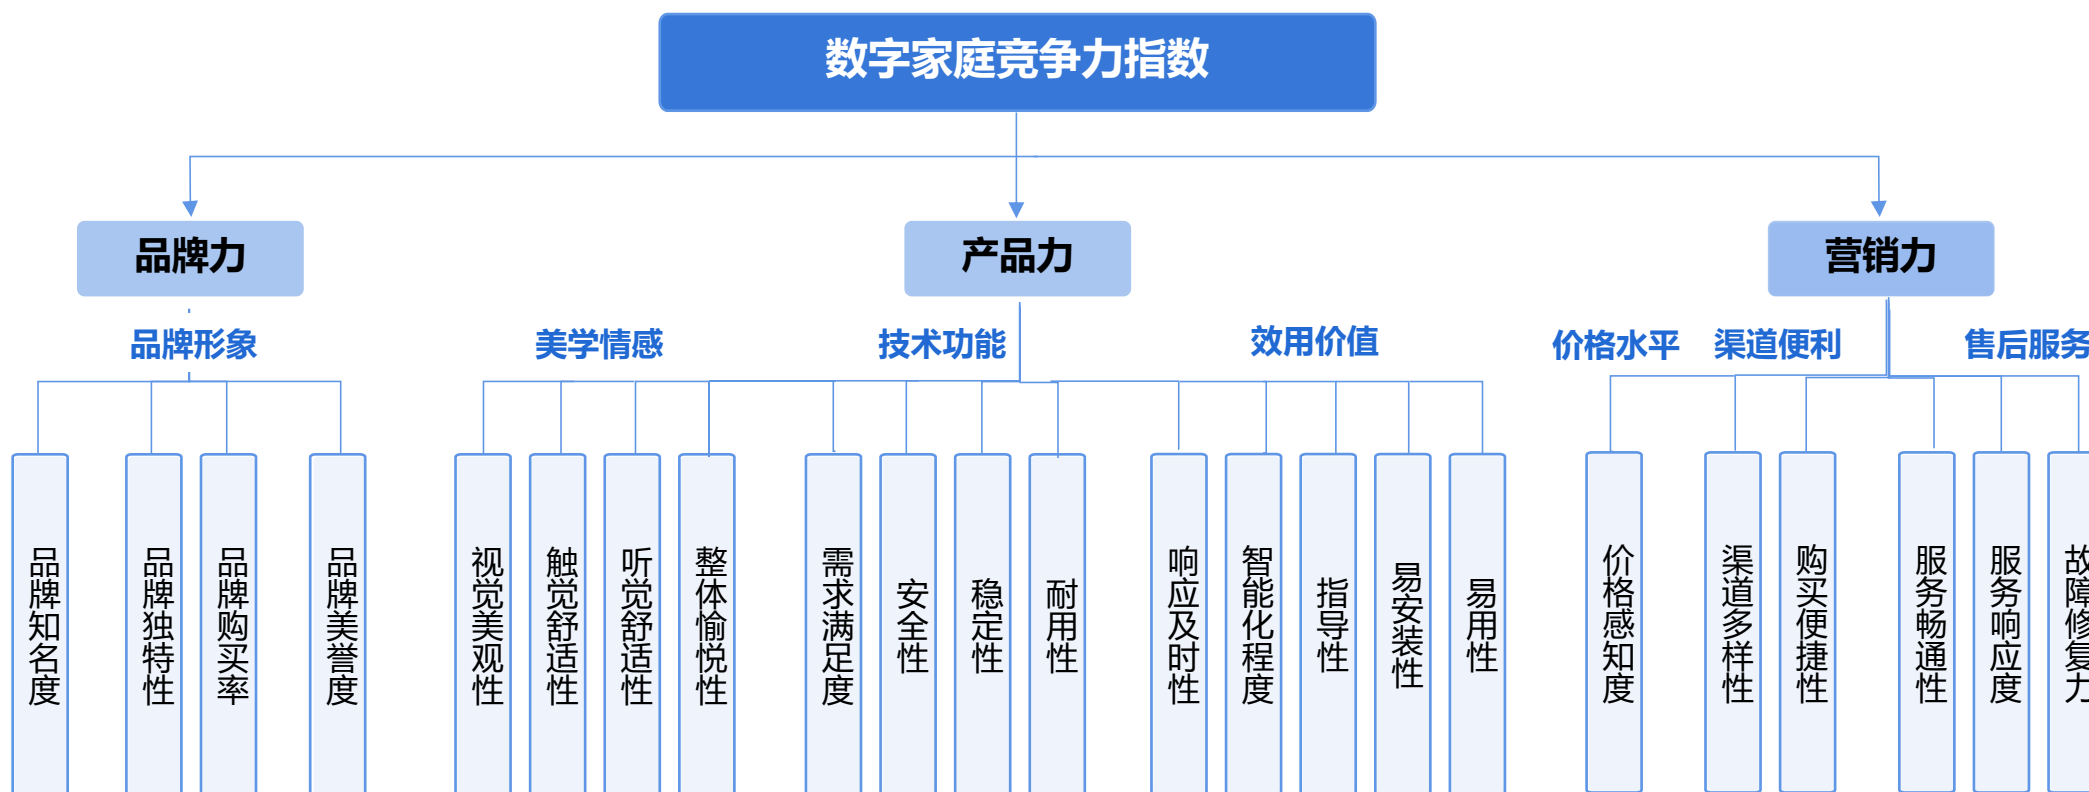 数字家庭竞争力指数
品牌力
产品力
营销力
品牌形象
美学情感
技术功能
效用价值
价格水平
渠道便利
售后服务
品牌知名度
品牌独特性
品牌购买率
品牌美誉度
视觉美观性
触觉舒适性
听觉舒适性
整体愉悦性
需求满足度
安全性
稳定性
耐用性
响应及时性
智能化程度
指导性
易安装性
易用性
价格感知度
渠道多样性
购买便捷性
服务畅通性
服务响应度
故障修复力